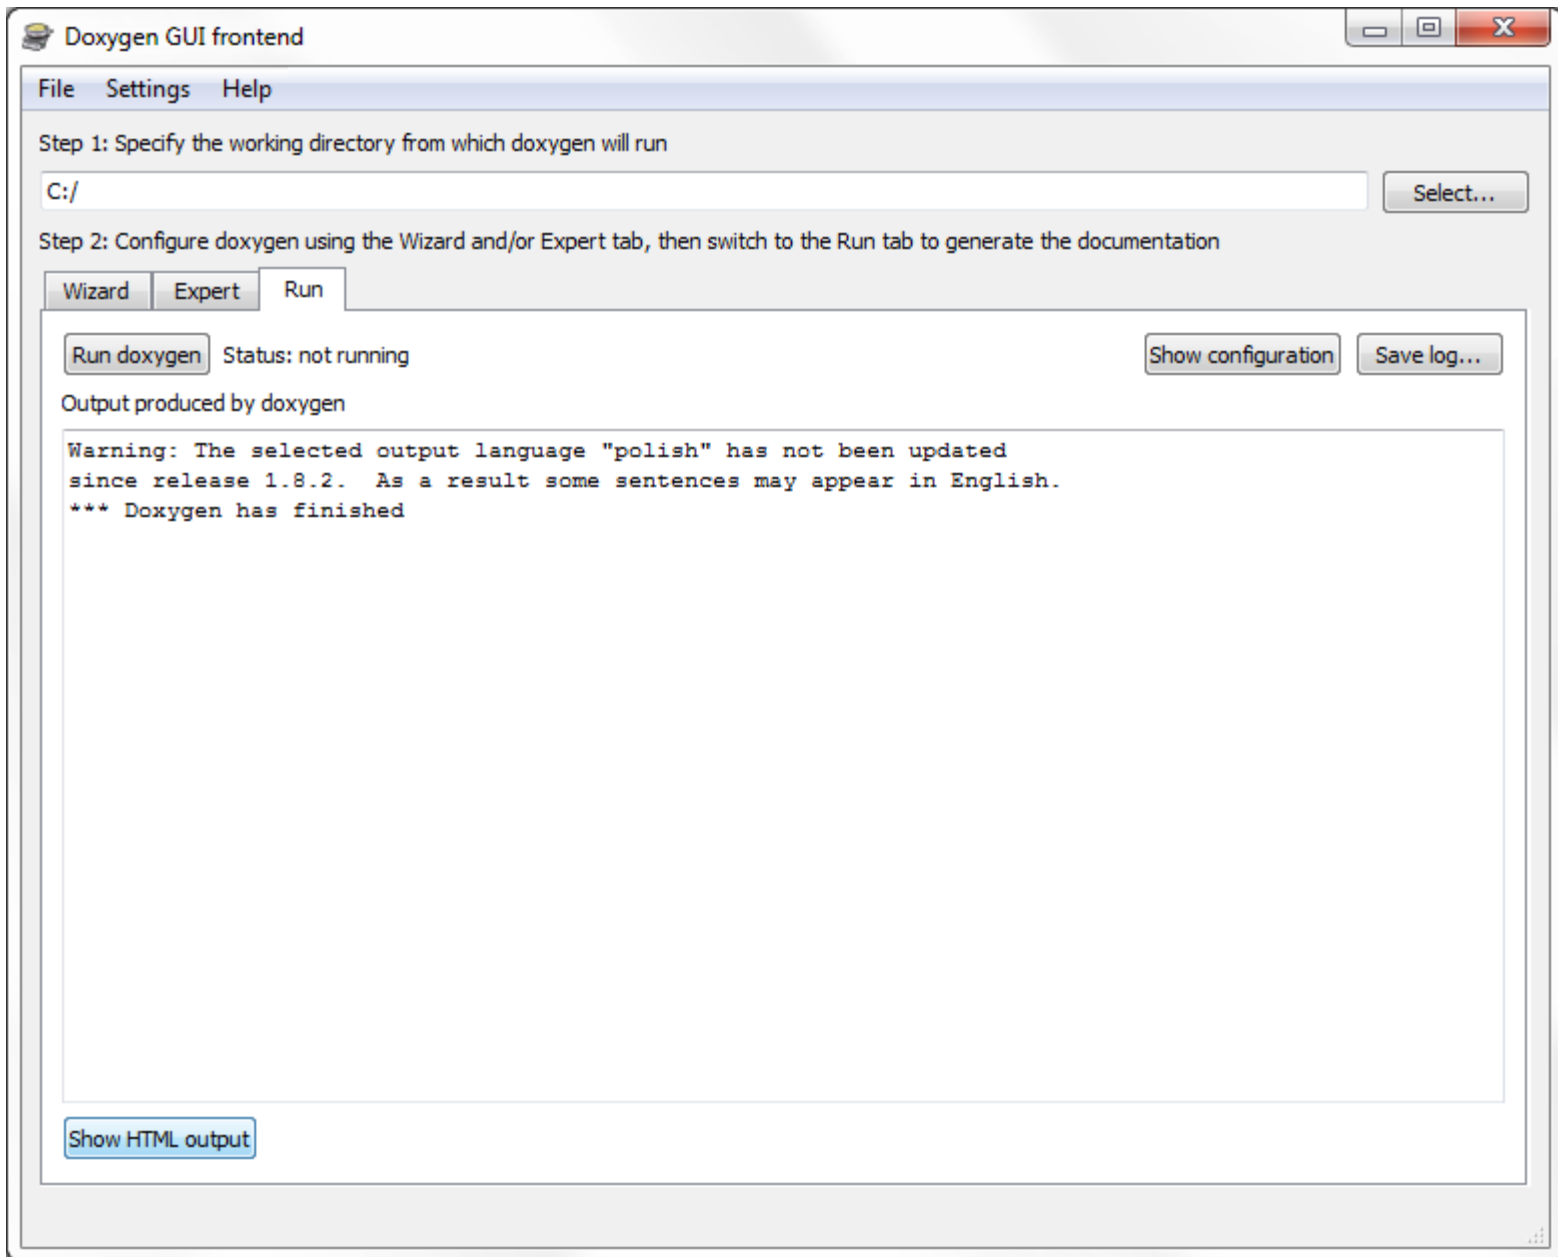 Doxygen GUI frontend
File Settings Help
Step 1: Specify the working directory from which doxygen will run
C:/ Select...
Step 2: Configure doxygen using the Wizard and/or Expert tab, then switch to the Run tab to generate the documentation
Wizard Expert Run
Run doxygen Status: not running Show configuration Save log...
Output produced by doxygen
Warning: The selected output language "polish" has not been updated
since release 1.8.2.  As a result some sentences may appear in English.
*** Doxygen has finished
Show HTML output